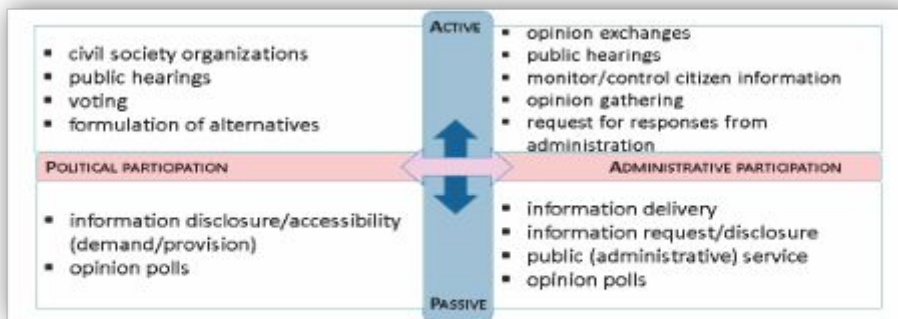 ACTIVE
▪ civil society organizations
▪ public hearings
▪ voting
▪ formulation of alternatives
▪ opinion exchanges
▪ public hearings
▪ monitor/control citizen information
▪ opinion gathering
▪ request for responses from
administration
POLITICAL PARTICIPATION
ADMINISTRATIVE PARTICIPATION
▪ information disclosure/accessibility
(demand/provision)
▪ opinion polls
▪ information delivery
▪ information request/disclosure
▪ public (administrative) service
▪ opinion polls
PASSIVE